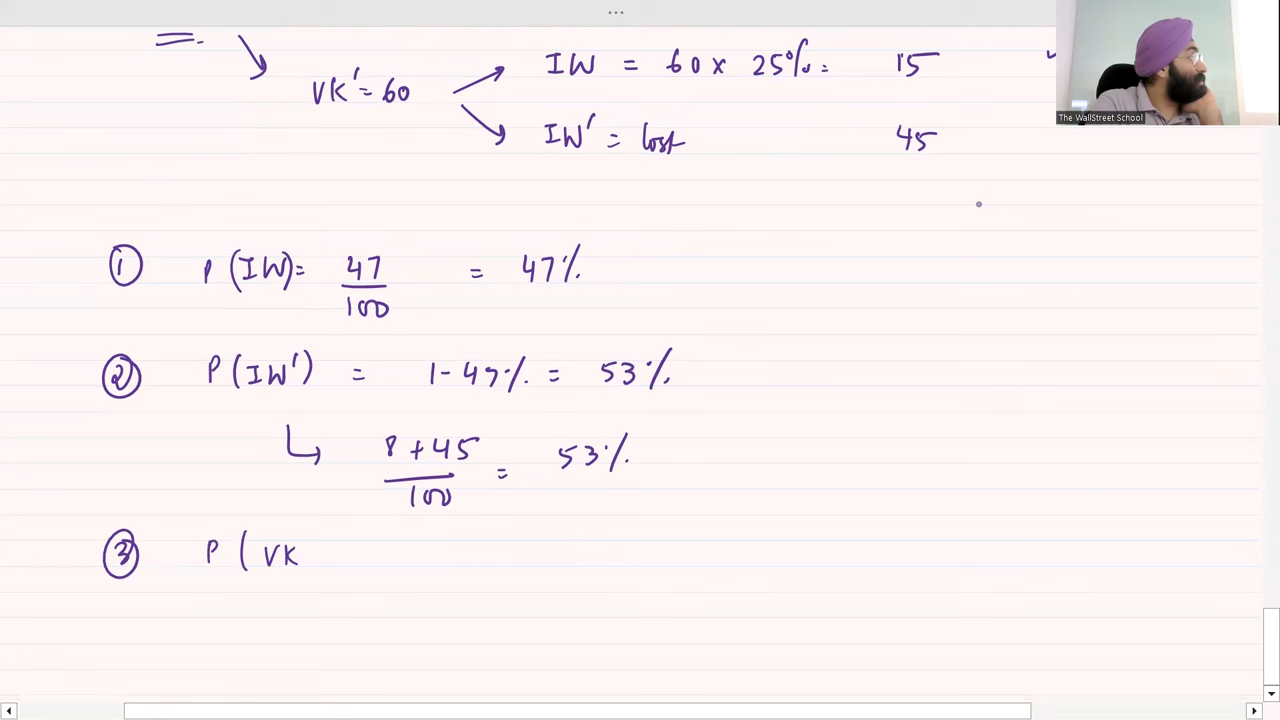 IW = 60 x 25% = 15
The WallStreet School
VK' = 60
IW' = lost 45
① P (IW) = 47/100 = 47%
② P (IW') = 1 - 47% = 53%
8 + 45/100 = 53%
③ P ( VK